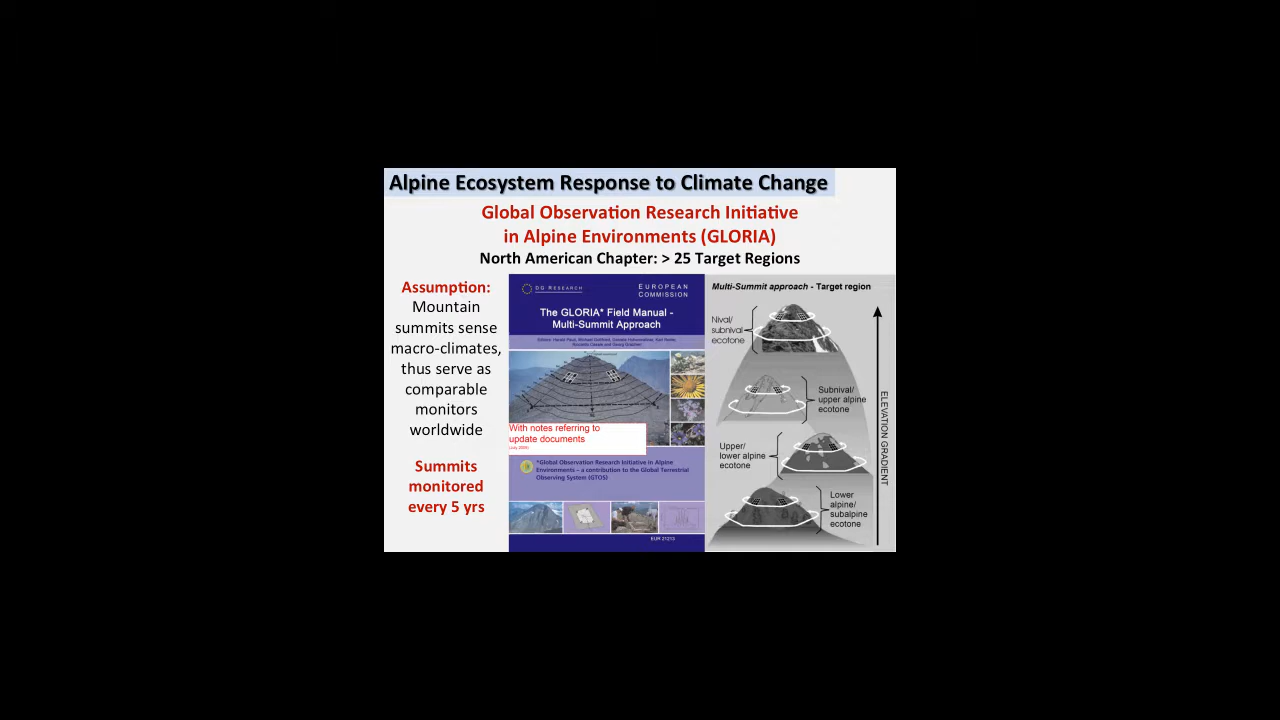 Alpine Ecosystem Response to Climate Change
Global Observation Research Initiative
in Alpine Environments (GLORIA)
North American Chapter: > 25 Target Regions
Assumption:
Mountain
summits sense
macro-climates,
thus serve as
comparable
monitors
worldwide
Summits
monitored
every 5 yrs
DG RESEARCH
EUROPEAN
COMMISSION
The GLORIA* Field Manual -
Multi-Summit Approach
With notes referring to
update documents
*Global Observation Research Initiative in Alpine
Environments – a contribution to the Global Terrestrial
Observing System (GTOS)
EUR 21213
Multi-Summit approach - Target region
Nival/
subnival
ecotone
Subnival/
upper alpine
ecotone
Upper/
lower alpine
ecotone
Lower
alpine/
subalpine
ecotone
ELEVATION GRADIENT